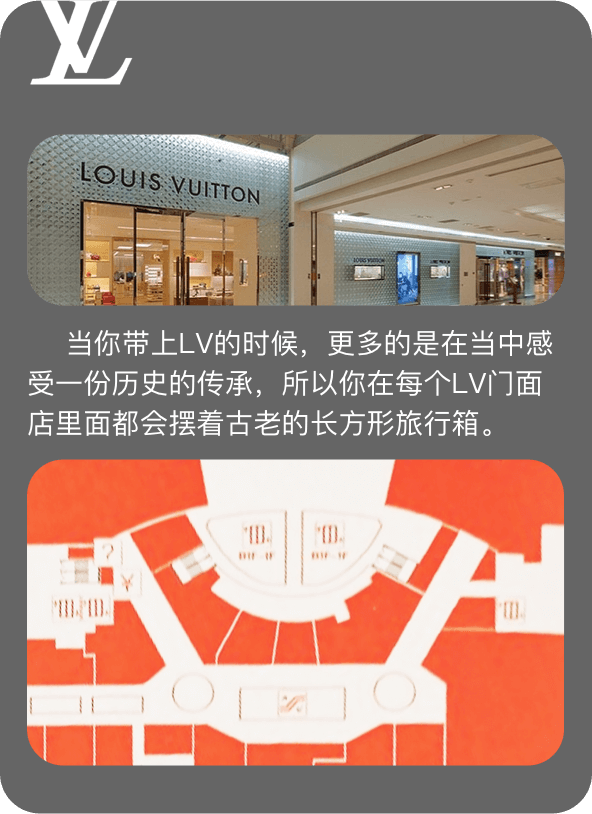 LV
LOUIS VUITTON
LOUIS VUITTON
当你带上LV的时候，更多的是在当中感
受一份历史的传承，所以你在每个LV门面
店里面都会摆着古老的长方形旅行箱。
?
¥